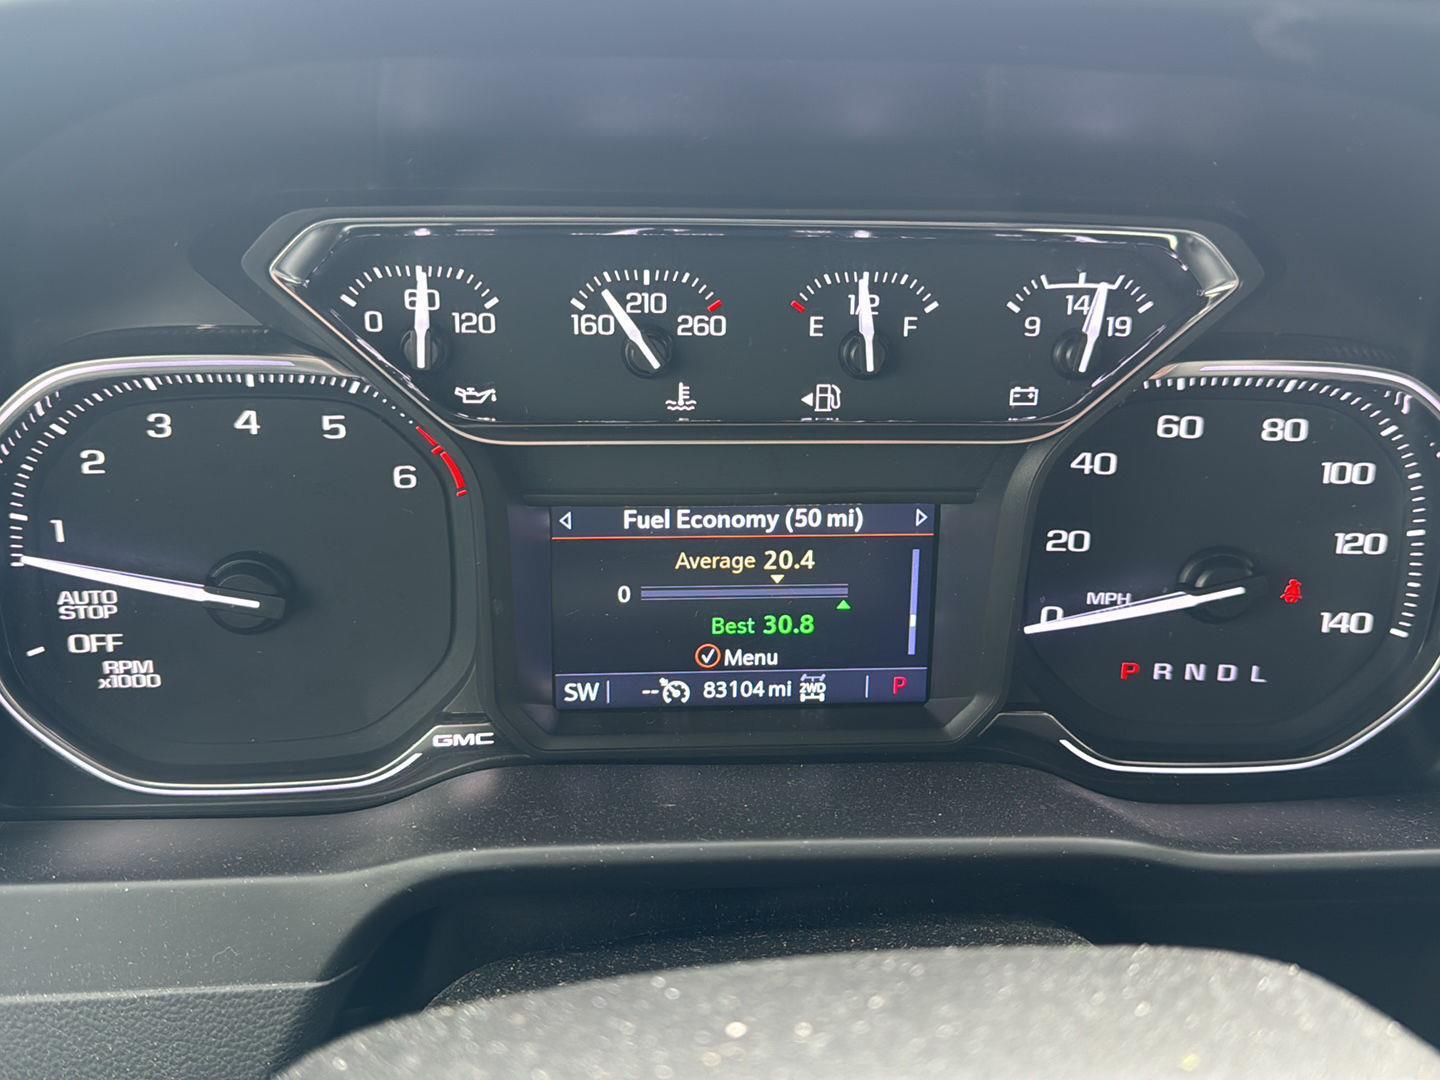 0 60 120
160 210 260
E 1/2 F
9 14 19
1 2 3 4 5 6
AUTO
STOP
OFF
RPM
x1000
GMC
Fuel Economy (50 mi)
Average 20.4
0
Best 30.8
Menu
SW -- 83104 mi 2WD P
0 20 40 60 80 100 120 140
MPH
P R N D L